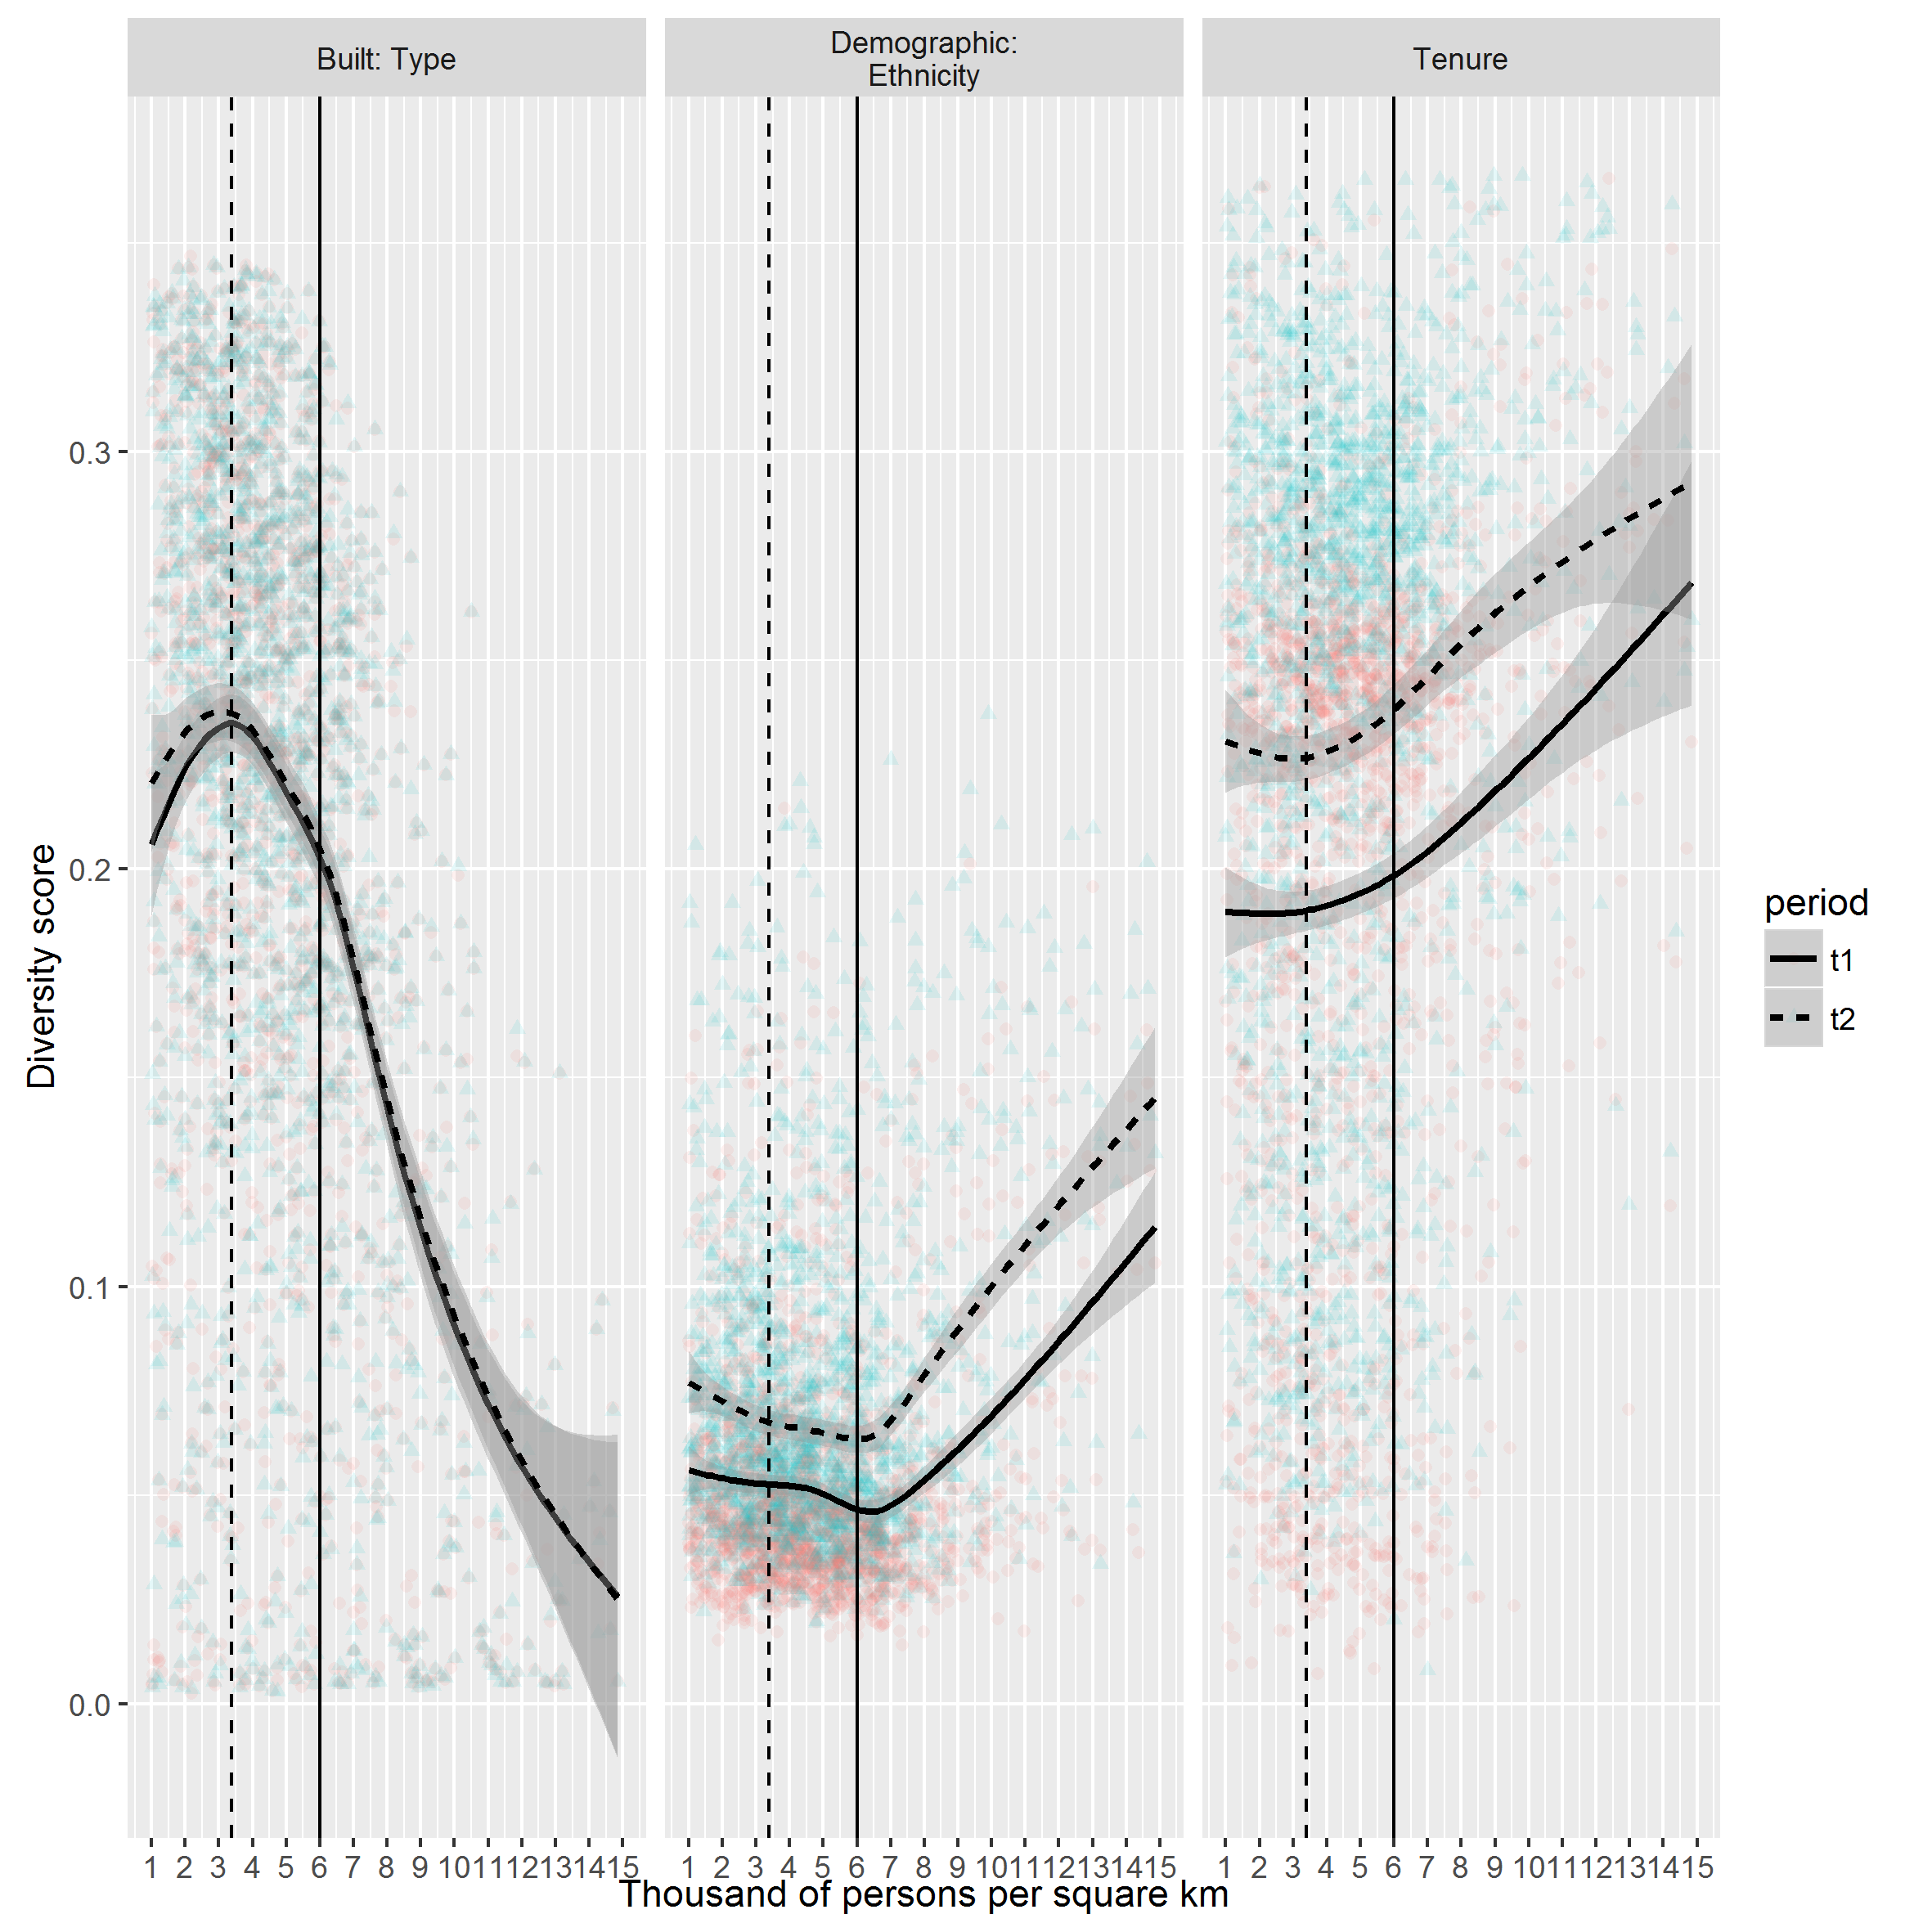 Built: Type
Demographic:
Ethnicity
Tenure
Diversity score
0.3
0.2
0.1
0.0
1 2 3 4 5 6 7 8 9 10 11 12 13 14 15
1 2 3 4 5 6 7 8 9 10 11 12 13 14 15
1 2 3 4 5 6 7 8 9 10 11 12 13 14 15
Thousand of persons per square km
period
t1
t2